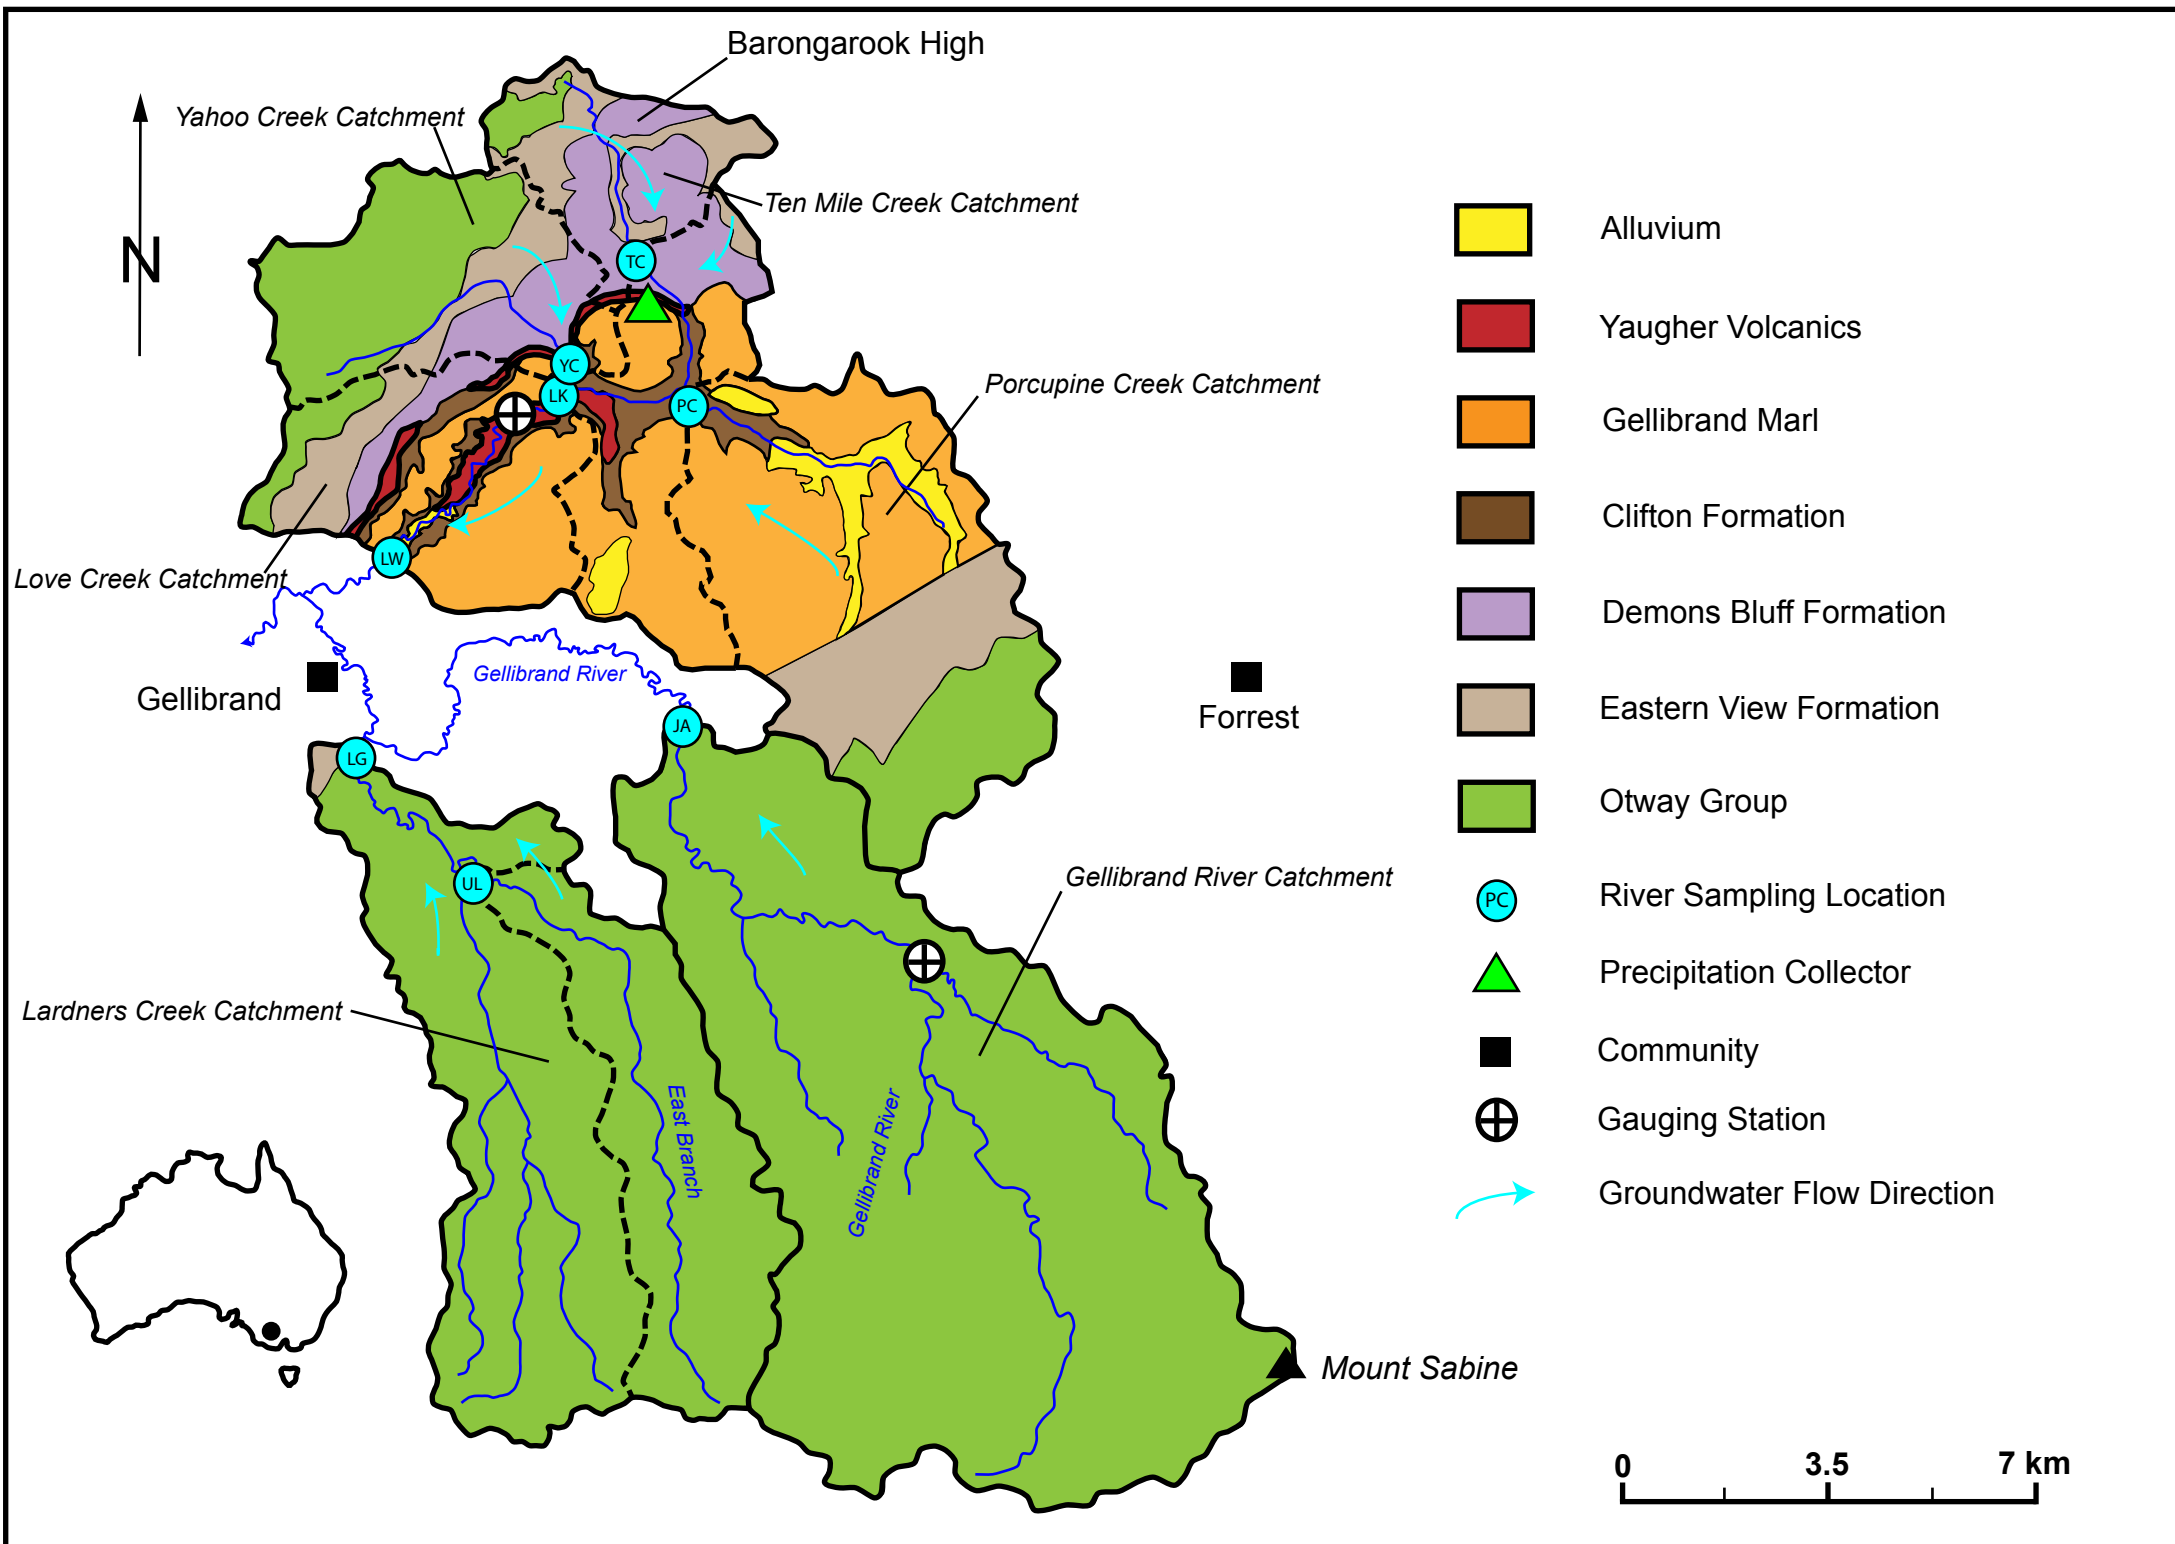 Barongarook High
Yahoo Creek Catchment
Ten Mile Creek Catchment
N
TC
YC
LK
PC
Porcupine Creek Catchment
LW
Love Creek Catchment
Gellibrand River
Gellibrand
JA
Forrest
LG
UL
Gellibrand River Catchment
Lardners Creek Catchment
East Branch
Gellibrand River
Mount Sabine
Alluvium
Yaugher Volcanics
Gellibrand Marl
Clifton Formation
Demons Bluff Formation
Eastern View Formation
Otway Group
PC River Sampling Location
Precipitation Collector
Community
Gauging Station
Groundwater Flow Direction
0 3.5 7 km